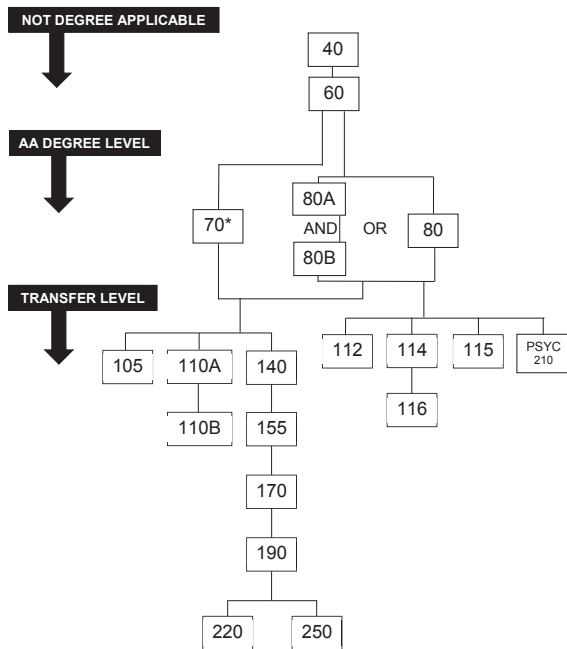 NOT DEGREE APPLICABLE
40
60
AA DEGREE LEVEL
80A
70*
AND OR
80
80B
TRANSFER LEVEL
105
110A
140
112
114
115
PSYC
210
110B
155
116
170
190
220
250